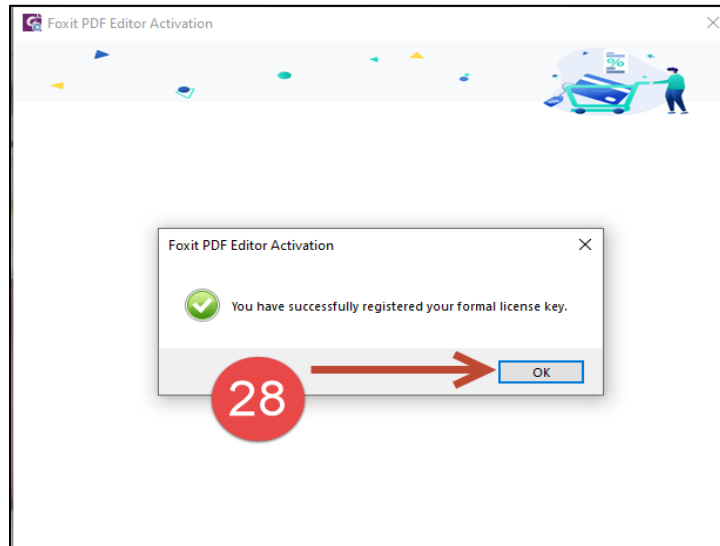 Foxit PDF Editor Activation
%
Foxit PDF Editor Activation
You have successfully registered your formal license key.
OK
28